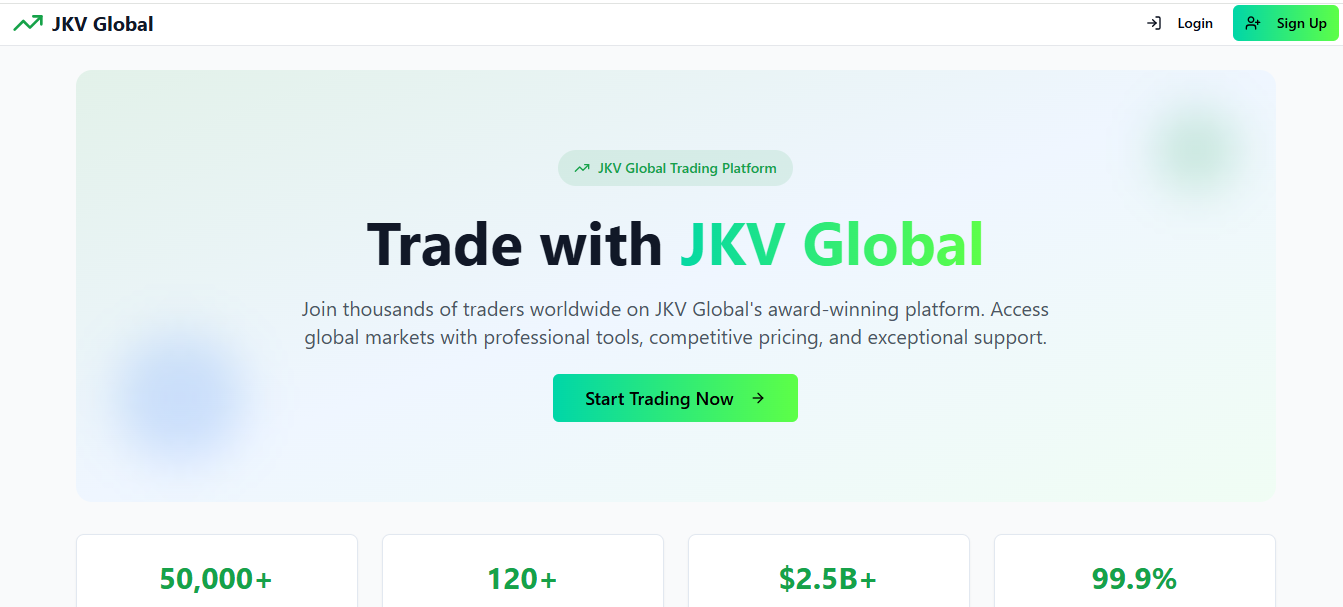 JKV Global
Login
Sign Up
JKV Global Trading Platform
Trade with JKV Global
Join thousands of traders worldwide on JKV Global's award-winning platform. Access
global markets with professional tools, competitive pricing, and exceptional support.
Start Trading Now
50,000+
120+
$2.5B+
99.9%